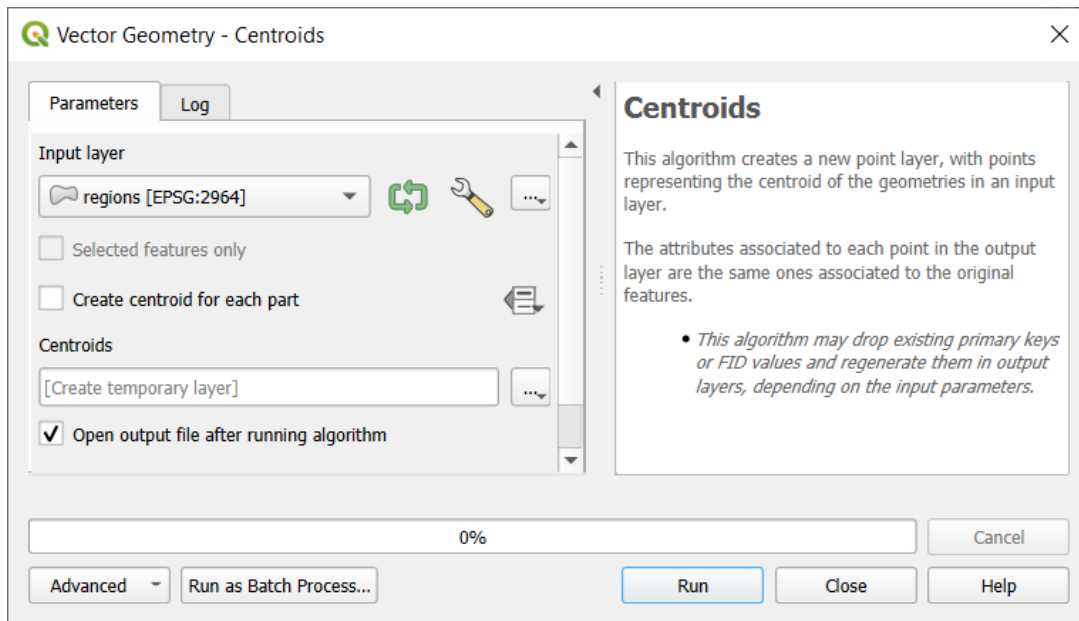 Vector Geometry - Centroids
Parameters
Log
Input layer
regions [EPSG:2964]
...
Selected features only
Create centroid for each part
Centroids
[Create temporary layer]
...
Open output file after running algorithm
Centroids
This algorithm creates a new point layer, with points
representing the centroid of the geometries in an input
layer.
The attributes associated to each point in the output
layer are the same ones associated to the original
features.
• This algorithm may drop existing primary keys
or FID values and regenerate them in output
layers, depending on the input parameters.
0%
Cancel
Advanced
Run as Batch Process...
Run
Close
Help